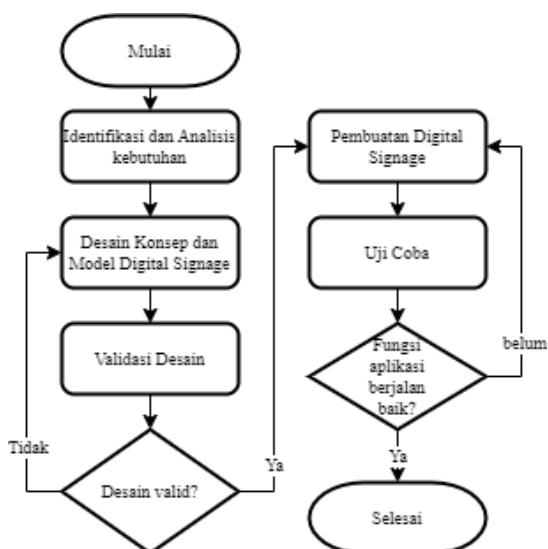 Mulai
Identifikasi dan Analisis
kebutuhan
Desain Konsep dan
Model Digital Signage
Validasi Desain
Desain valid?
Tidak
Ya
Pembuatan Digital
Signage
Uji Coba
Fungsi
aplikasi
berjalan
baik?
belum
Ya
Selesai